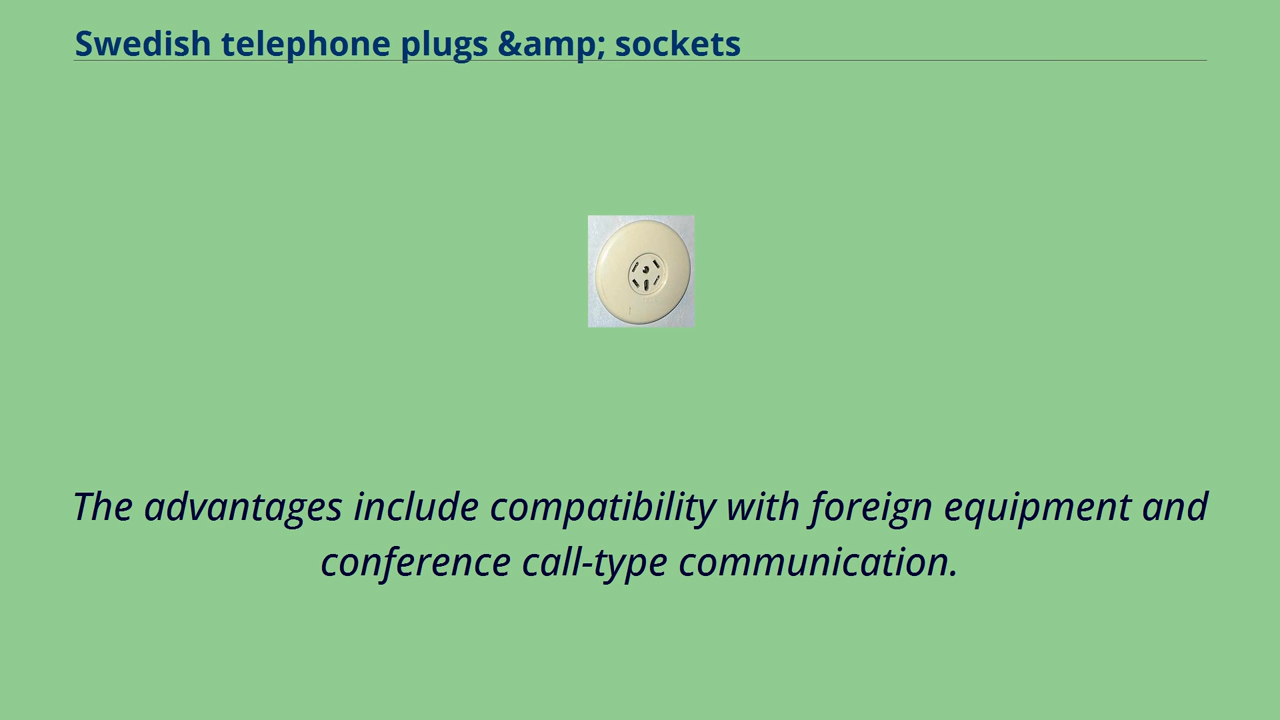 Swedish telephone plugs &amp; sockets
The advantages include compatibility with foreign equipment and
conference call-type communication.